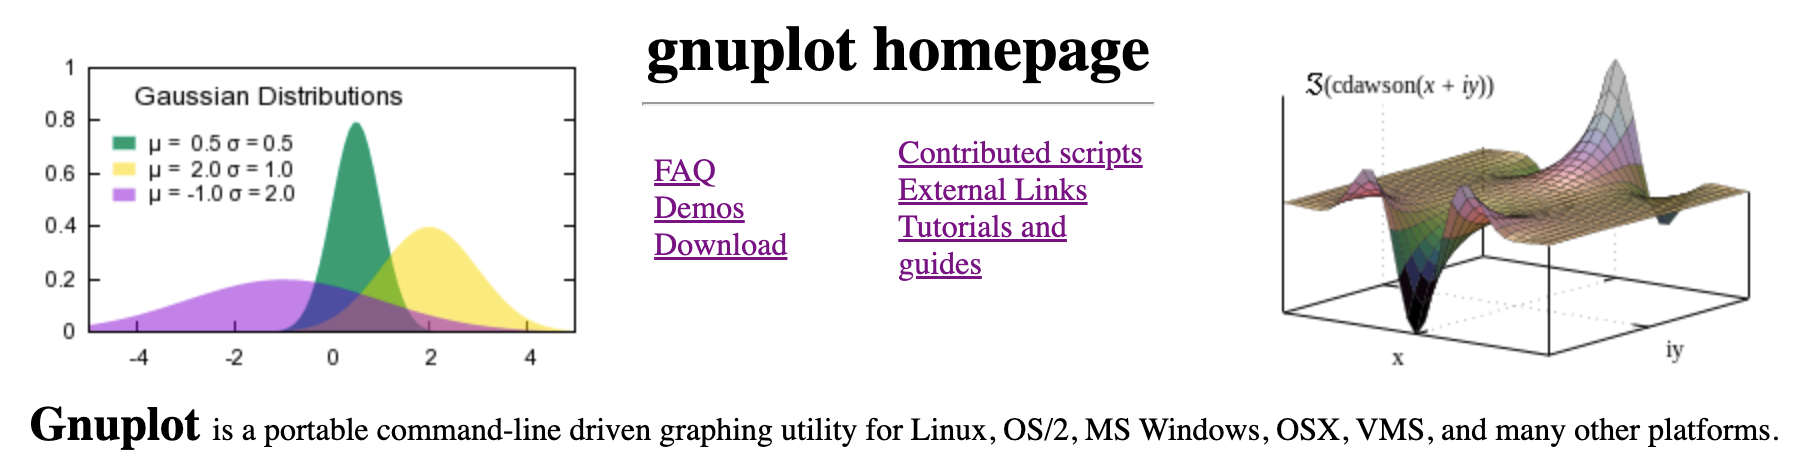 gnuplot homepage
1
0.8
0.6
0.4
0.2
0
Gaussian Distributions
μ = 0.5 σ = 0.5
μ = 2.0 σ = 1.0
μ = -1.0 σ = 2.0
-4 -2 0 2 4
FAQ
Demos
Download
Contributed scripts
External Links
Tutorials and
guides
ℑ(cdawson(x + iy))
x
iy
Gnuplot is a portable command-line driven graphing utility for Linux, OS/2, MS Windows, OSX, VMS, and many other platforms.